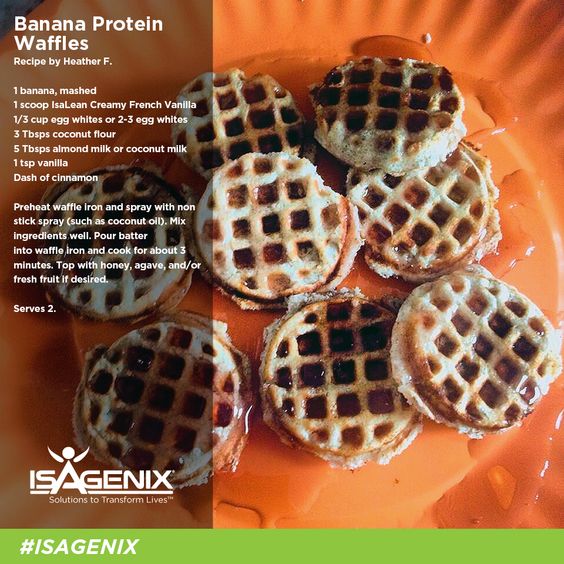 Banana Protein
Waffles
Recipe by Heather F.
1 banana, mashed
1 scoop IsaLean Creamy French Vanilla
1/3 cup egg whites or 2-3 egg whites
3 Tbsps coconut flour
5 Tbsps almond milk or coconut milk
1 tsp vanilla
Dash of cinnamon
Preheat waffle iron and spray with non
stick spray (such as coconut oil). Mix
ingredients well. Pour batter
into waffle iron and cook for about 3
minutes. Top with honey, agave, and/or
fresh fruit if desired.
Serves 2.
ISAGENIX®
Solutions to Transform Lives™
#ISAGENIX